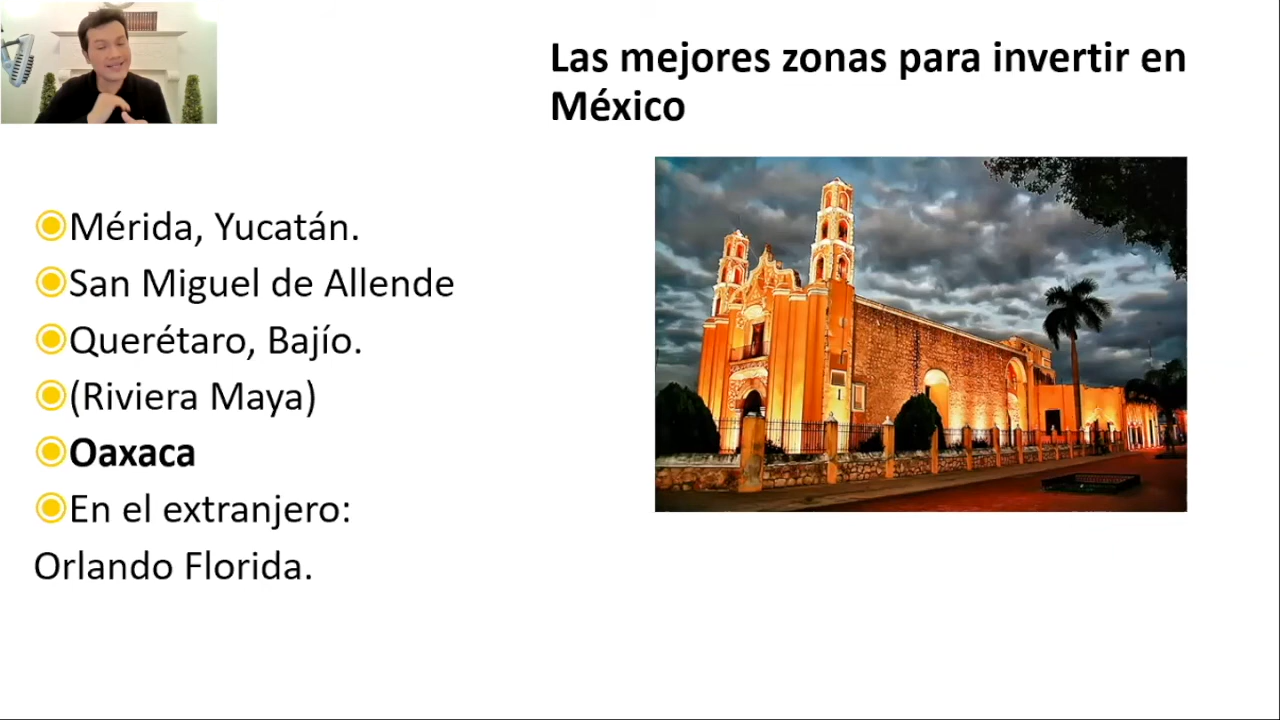 Las mejores zonas para invertir en
México
Mérida, Yucatán.
San Miguel de Allende
Querétaro, Bajío.
(Riviera Maya)
Oaxaca
En el extranjero:
Orlando Florida.